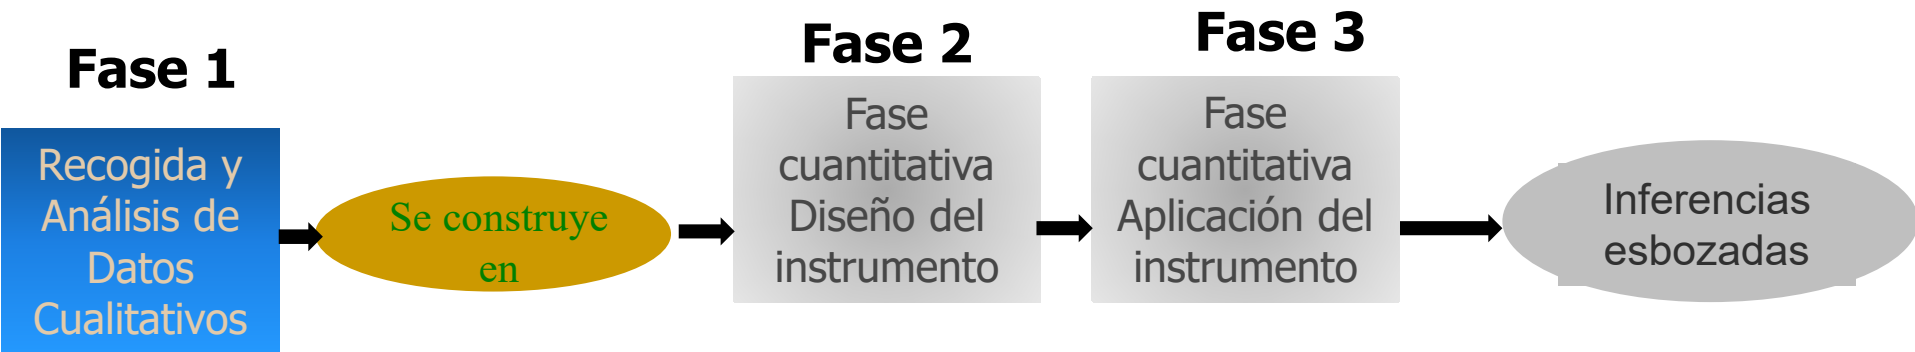 Fase 1
Recogida y
Análisis de
Datos
Cualitativos
Se construye
en
Fase 2
Fase
cuantitativa
Diseño del
instrumento
Fase 3
Fase
cuantitativa
Aplicación del
instrumento
Inferencias
esbozadas